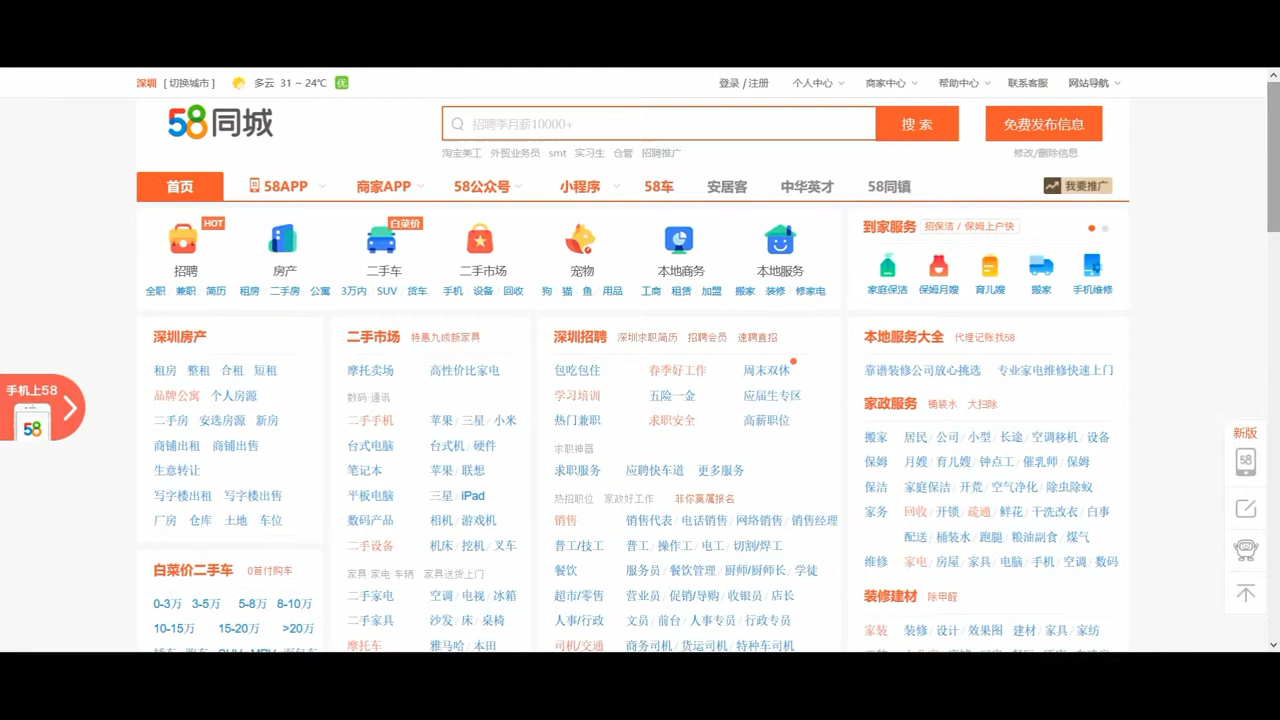 深圳 [ 切换城市 ] 多云 31 ~ 24℃ 优 登录 / 注册 个人中心 商家中心 帮助中心 联系客服 网站导航
58同城 招聘季月薪10000+ 搜 索 免费发布信息
淘宝美工 外贸业务员 smt 实习生 仓管 招聘推广 修改/删除信息
首页 58APP 商家APP 58公众号 小程序 58车 安居客 中华英才 58同镇 我要推广
HOT 白菜价
招聘 房产 二手车 二手市场 宠物 本地商务 本地服务
全职 兼职 简历 租房 二手房 公寓 3万内 SUV 货车 手机 设备 回收 狗 猫 鱼 用品 工商 租赁 加盟 搬家 装修 修家电
到家服务 招保洁 / 保姆上户快
家庭保洁 保姆月嫂 育儿嫂 搬家 手机维修
手机上58
58
深圳房产
租房 整租 合租 短租
品牌公寓 个人房源
二手房 安选房源 新房
商铺出租 商铺出售
生意转让
写字楼出租 写字楼出售
厂房 仓库 土地 车位
白菜价二手车 0首付购车
0-3万 3-5万 5-8万 8-10万
10-15万 15-20万 >20万
二手市场 特惠九成新家具
摩托卖场 高性价比家电
数码·通讯
二手手机 苹果 / 三星 / 小米
台式电脑 台式机 / 硬件
笔记本 苹果 / 联想
平板电脑 三星 / iPad
数码产品 相机 / 游戏机
二手设备 机床 / 挖机 / 叉车
家具 家电 车辆 家具送货上门
二手家电 空调 / 电视 / 冰箱
二手家具 沙发 / 床 / 桌椅
摩托车 雅马哈 / 本田
深圳招聘 深圳求职简历 招聘会员 速聘直招
包吃包住 春季好工作 周末双休
学习培训 五险一金 应届生专区
热门兼职 求职安全 高薪职位
求职神器
求职服务 应聘快车道 更多服务
热招职位 家政好工作 非你莫属报名
销售 销售代表 / 电话销售 / 网络销售 / 销售经理
普工/技工 普工 / 操作工 / 电工 / 切割/焊工
餐饮 服务员 / 餐饮管理 / 厨师/厨师长 / 学徒
超市/零售 营业员 / 促销/导购 / 收银员 / 店长
人事/行政 文员 / 前台 / 人事专员 / 行政专员
司机/交通 商务司机 / 货运司机 / 特种车司机
本地服务大全 代理记账找58
靠谱装修公司放心挑选 专业家电维修快速上门
家政服务 桶装水 大扫除
搬家 居民 / 公司 / 小型 / 长途 / 空调移机 / 设备
保姆 月嫂 / 育儿嫂 / 钟点工 / 催乳师 / 保姆
保洁 家庭保洁 / 开荒 / 空气净化 / 除虫除蚁
家务 回收 / 开锁 / 疏通 / 鲜花 / 干洗改衣 / 白事
配送 / 桶装水 / 跑腿 / 粮油副食 / 煤气
维修 家电 / 房屋 / 家具 / 电脑 / 手机 / 空调 / 数码
装修建材 除甲醛
家装 装修 / 设计 / 效果图 建材 / 家具 / 家纺
新版
58